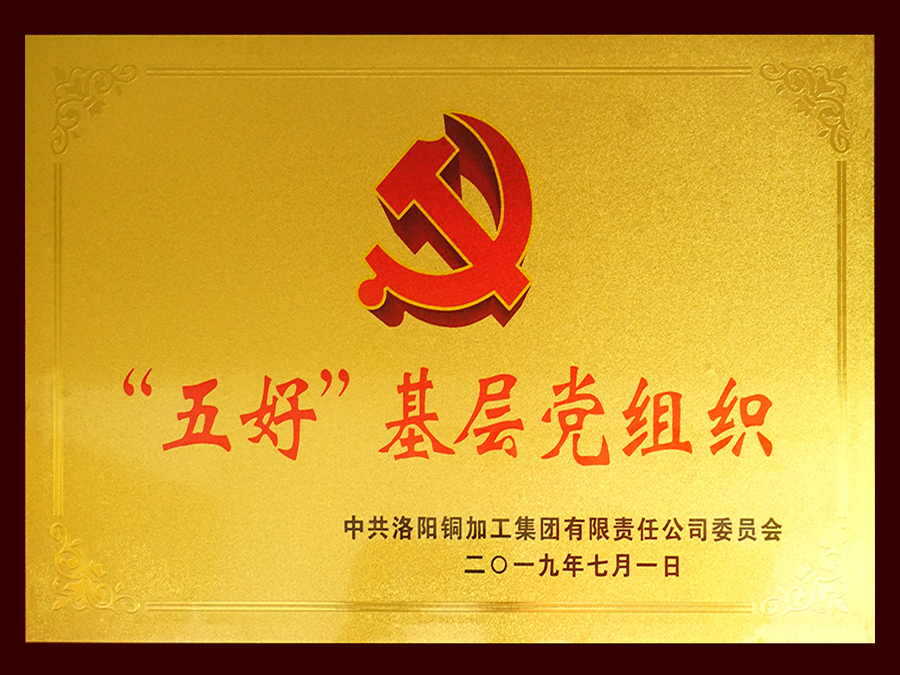 “五好”基层党组织
中共洛阳铜加工集团有限责任公司委员会
二〇一九年七月一日